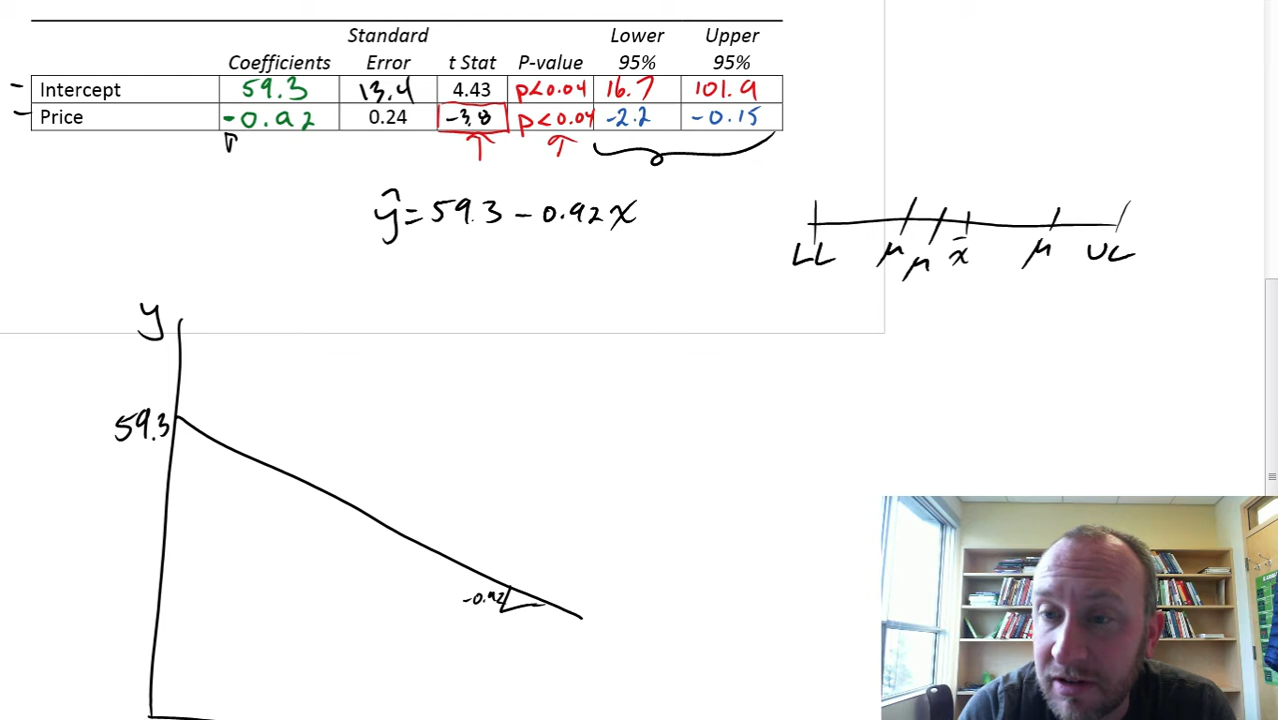 Standard Lower Upper
Coefficients Error t Stat P-value 95% 95%
- Intercept 59.3 13.4 4.43 p<0.04 16.7 101.9
- Price -0.92 0.24 -3.8 p<0.04 -2.2 -0.15
ŷ=59.3-0.92x
LL μ μ x̄ μ UL
y
59.3
-0.92